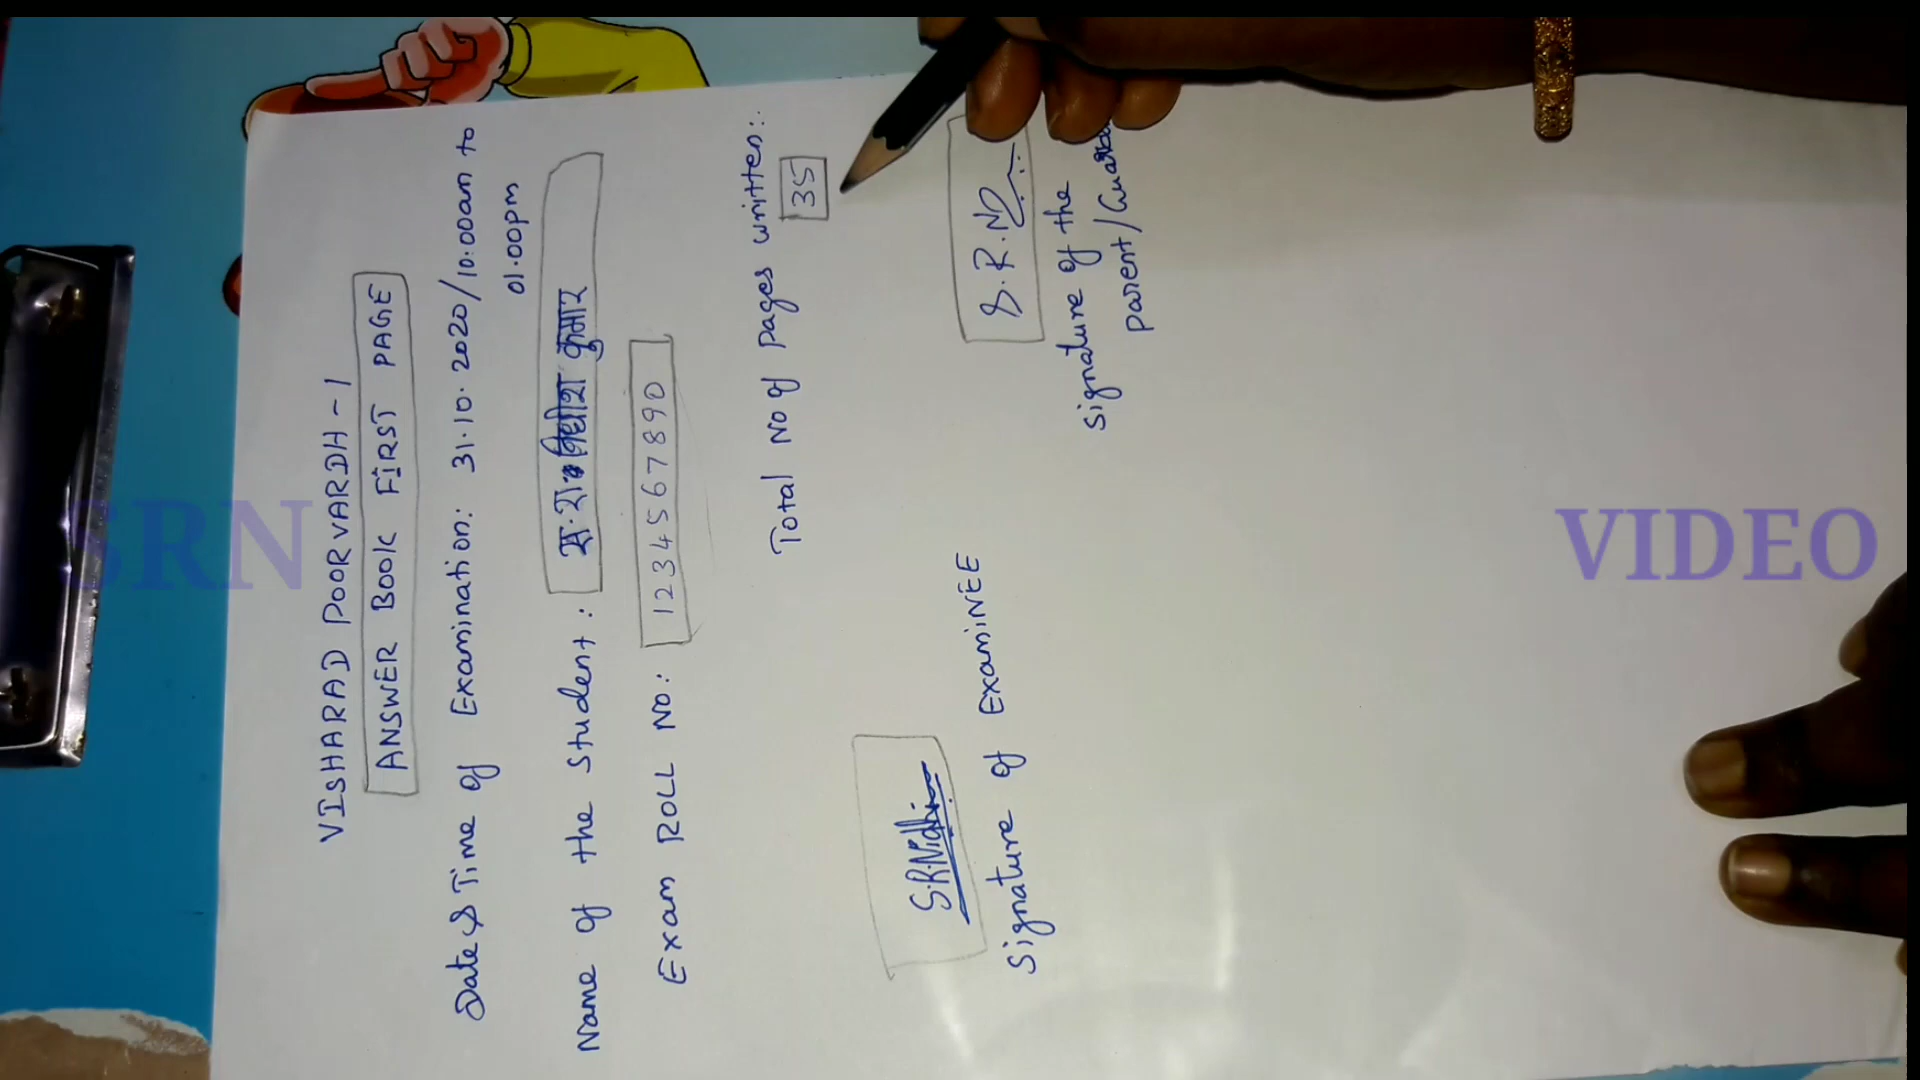 VISHARAD POORVARDH - 1
ANSWER BOOK FIRST PAGE
Date & Time of Examination: 31.10.2020/10.00am to
01.00pm
Name of the Student: स.रा. निधीश कुमार
Exam ROLL No: 1234567890
Total No of pages written:
35
S.R.Nidhi
Signature of EXAMINEE
S.R.N
Signature of the
parent/
SRN VIDEO